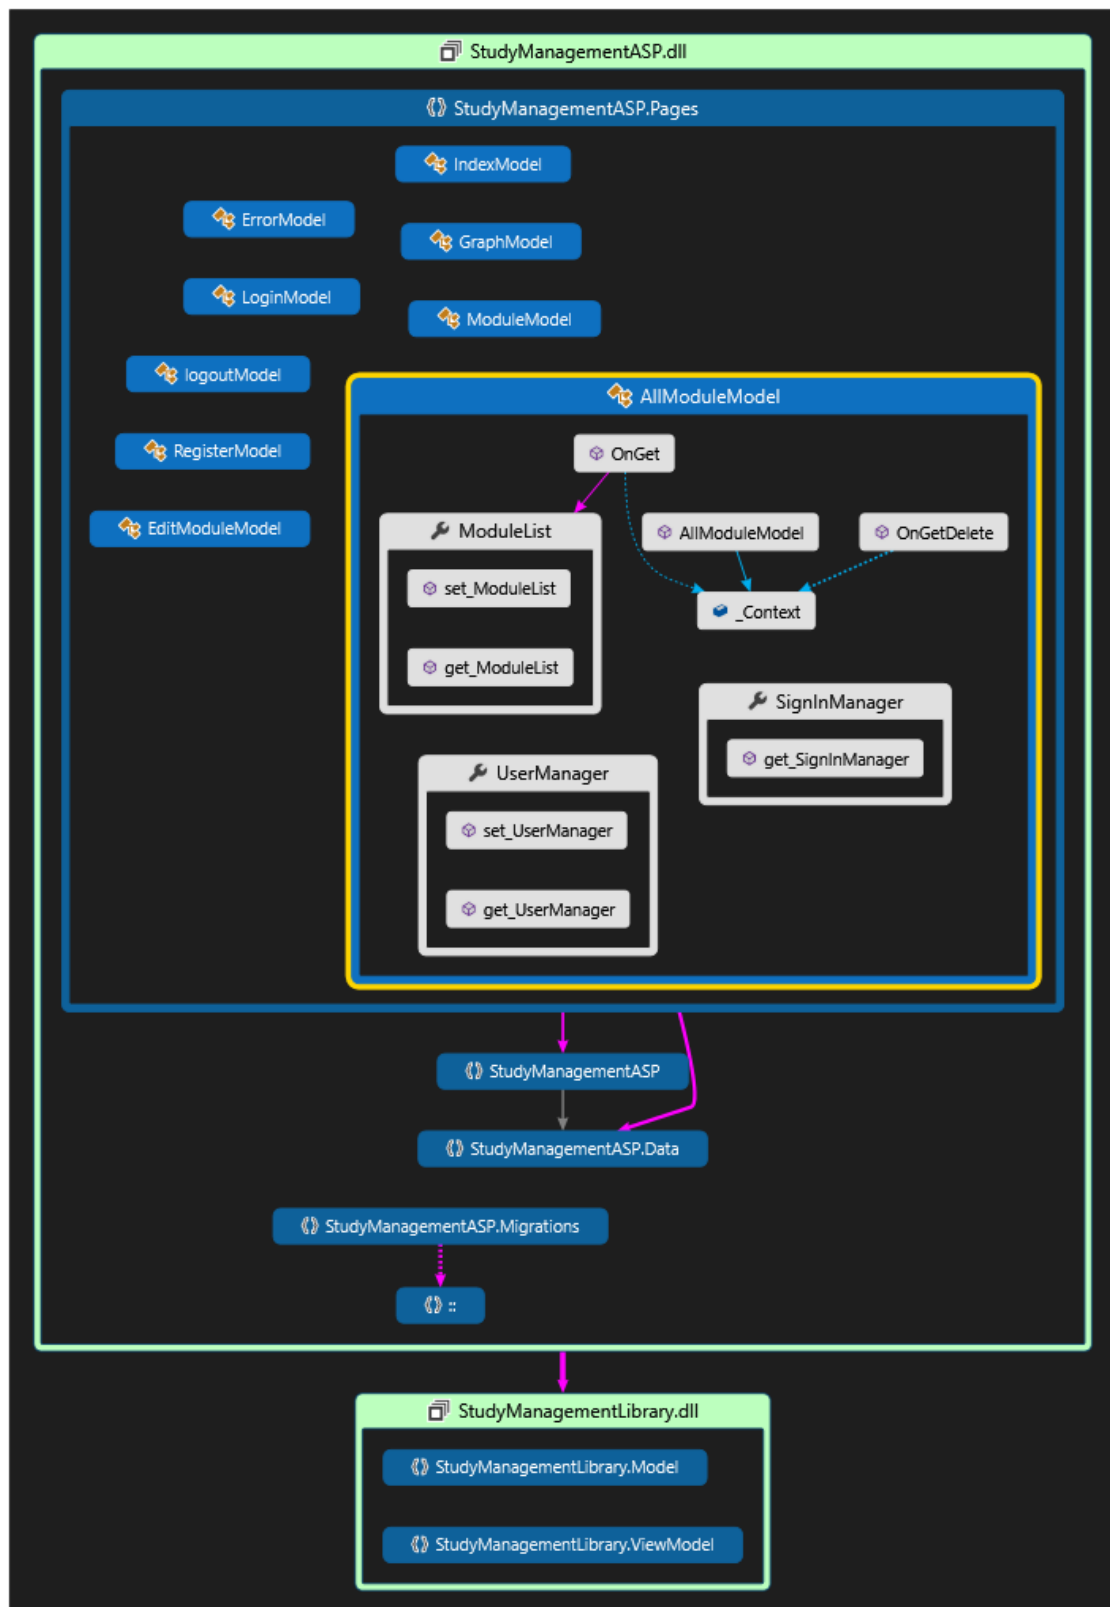 StudyManagementASP.dll
StudyManagementASP.Pages
IndexModel
ErrorModel
GraphModel
LoginModel
ModuleModel
logoutModel
AllModuleModel
RegisterModel
OnGet
EditModuleModel
ModuleList
AllModuleModel
OnGetDelete
set_ModuleList
_Context
get_ModuleList
SignInManager
get_SignInManager
UserManager
set_UserManager
get_UserManager
StudyManagementASP
StudyManagementASP.Data
StudyManagementASP.Migrations
::
StudyManagementLibrary.dll
StudyManagementLibrary.Model
StudyManagementLibrary.ViewModel